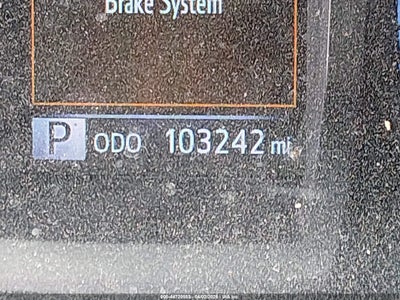 Brake System
P ODO 103242 mi